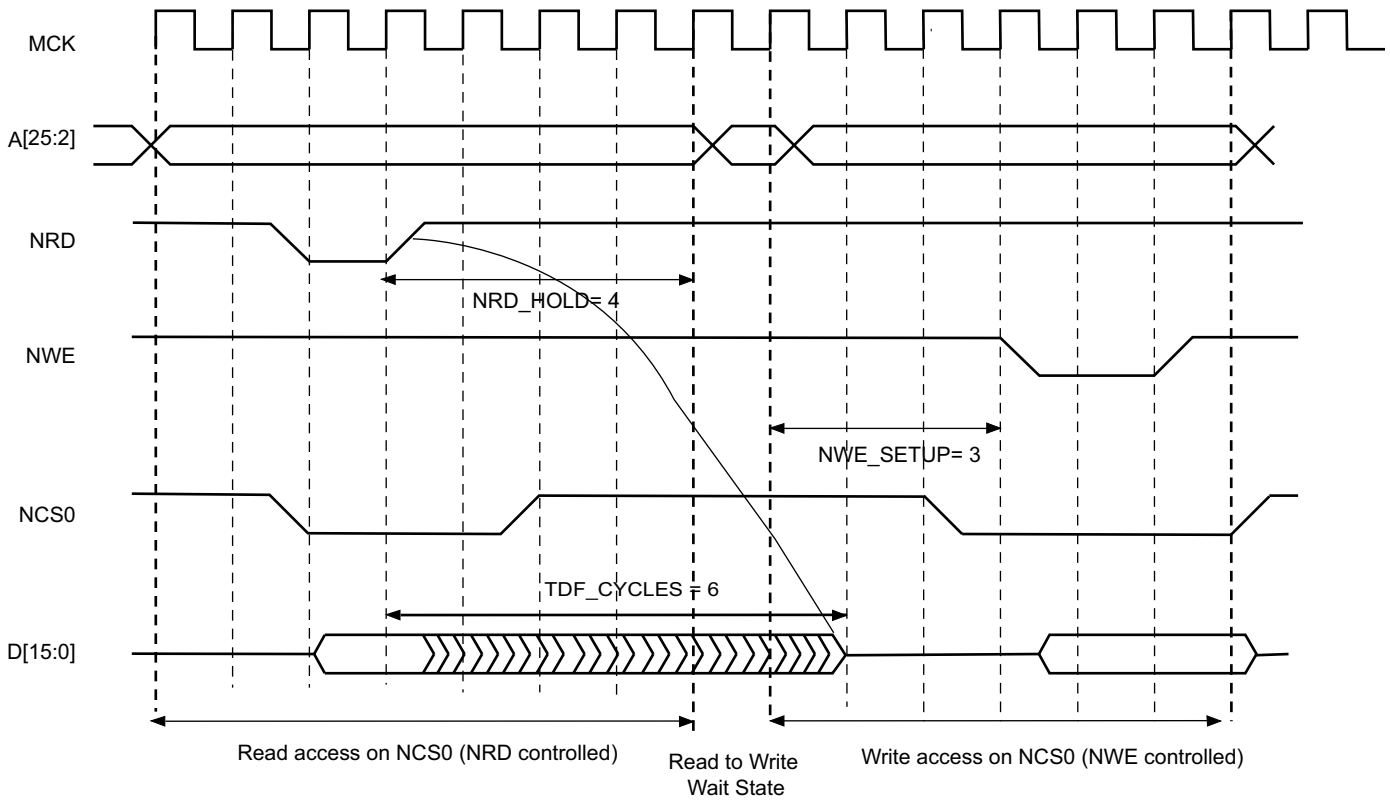 MCK
A[25:2]
NRD
NRD_HOLD= 4
NWE
NWE_SETUP= 3
NCS0
TDF_CYCLES = 6
D[15:0]
Read access on NCS0 (NRD controlled)
Read to Write
Wait State
Write access on NCS0 (NWE controlled)